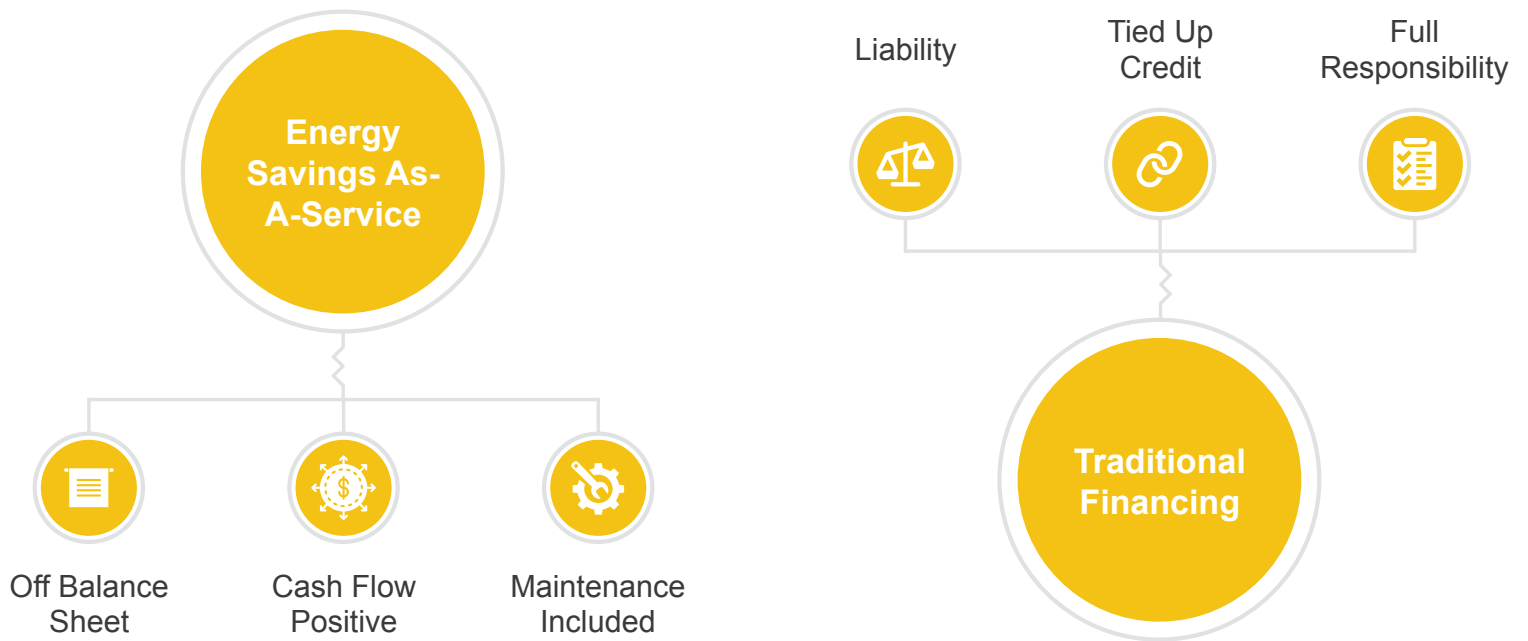 Energy
Savings As-
A-Service
Off Balance
Sheet
Cash Flow
Positive
Maintenance
Included
Liability
Tied Up
Credit
Full
Responsibility
Traditional
Financing
$